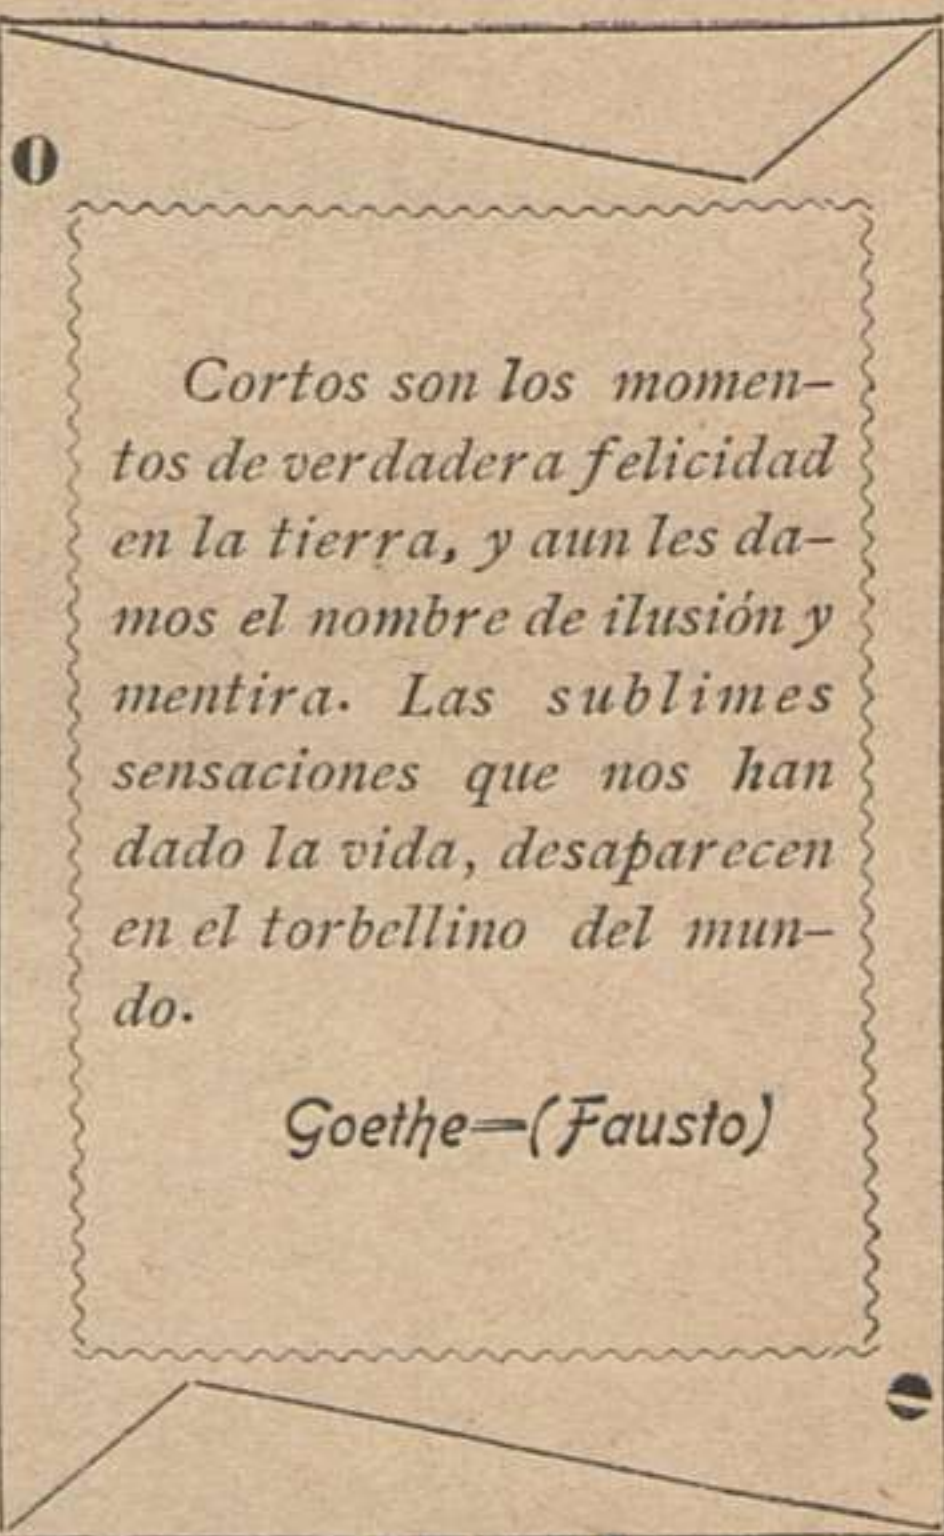 Cortos son los momen-
tos de verdadera felicidad
en la tierra, y aun les da-
mos el nombre de ilusión y
mentira. Las sublimes
sensaciones que nos han
dado la vida, desaparecen
en el torbellino del mun-
do.
Goethe—(Fausto)